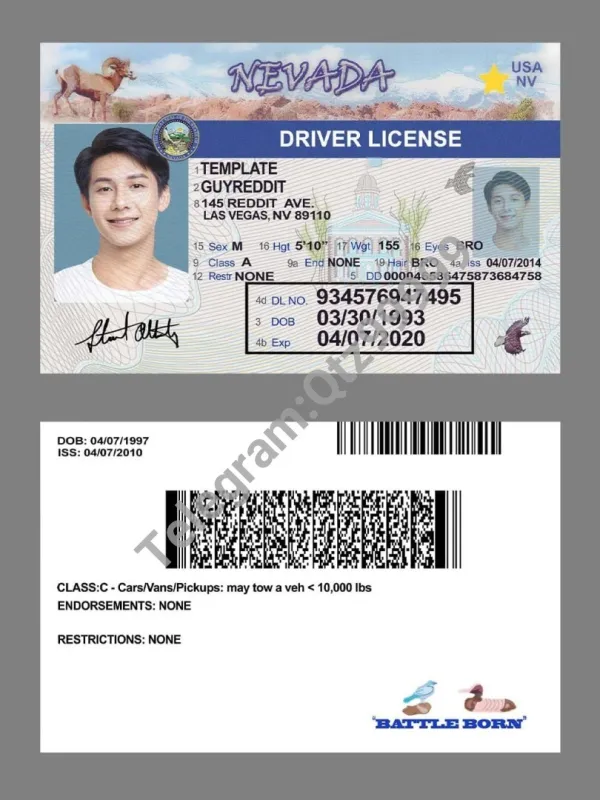 NEVADA
USA
NV
DRIVER LICENSE
1 TEMPLATE
2 GUYREDDIT
8 145 REDDIT AVE.
LAS VEGAS, NV 89110
15 Sex M 16 Hgt 5'10" 17 Wgt 155 16 Eyes BRO
9 Class A 9a End NONE 19 Hair BRO 4a Iss 04/07/2014
12 Restr NONE 5 DD
4d DL NO. 934576947495
3 DOB 03/30/1993
4b Exp 04/07/2020
DOB: 04/07/1997
ISS: 04/07/2010
CLASS:C - Cars/Vans/Pickups: may tow a veh < 10,000 lbs
ENDORSEMENTS: NONE
RESTRICTIONS: NONE
"BATTLE BORN"